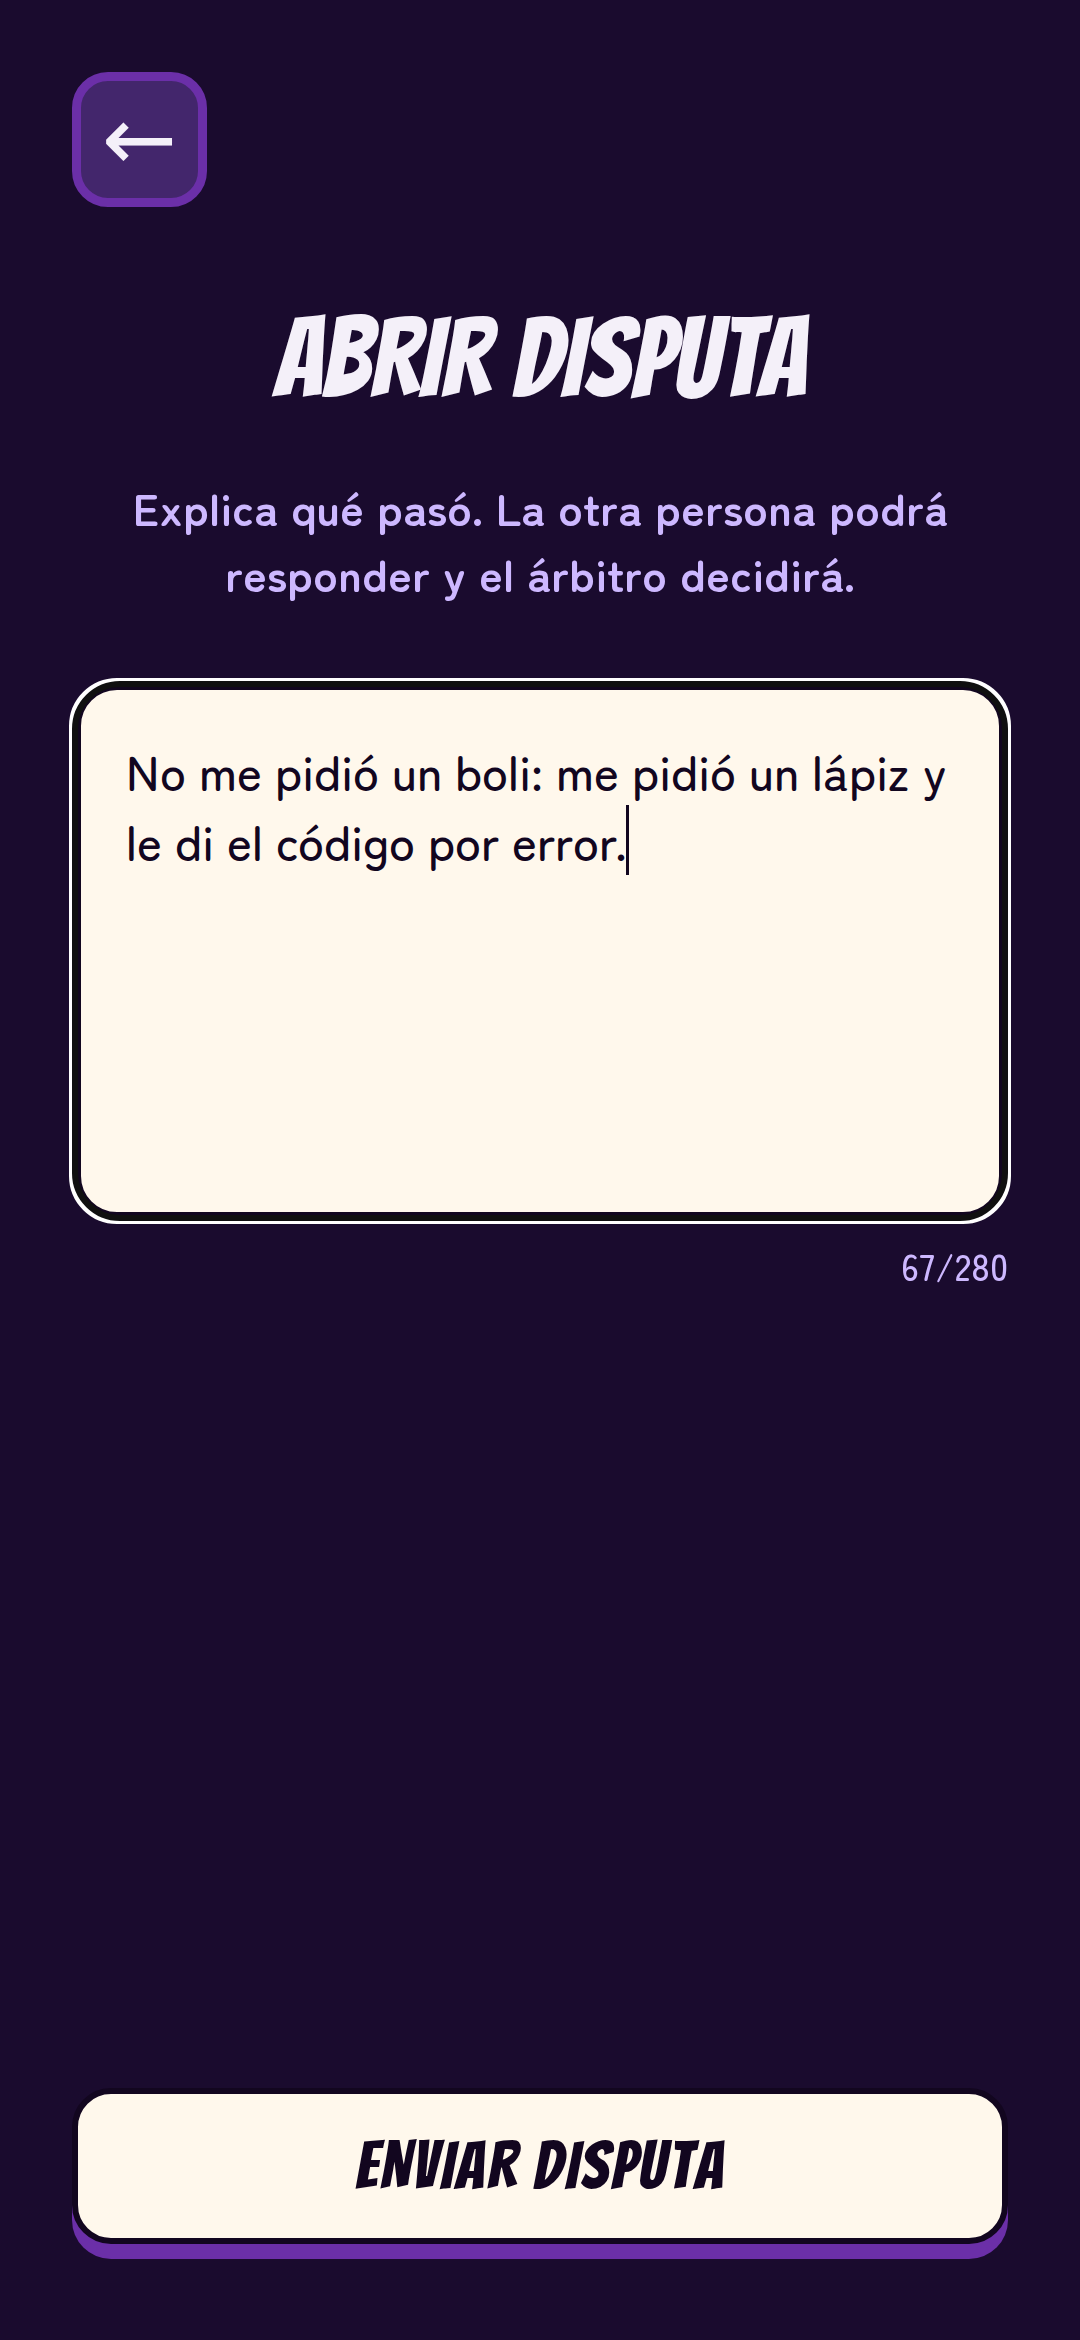 ABRIR DISPUTA
Explica qué pasó. La otra persona podrá
responder y el árbitro decidirá.
No me pidió un boli: me pidió un lápiz y
le di el código por error.
67/280
ENVIAR DISPUTA